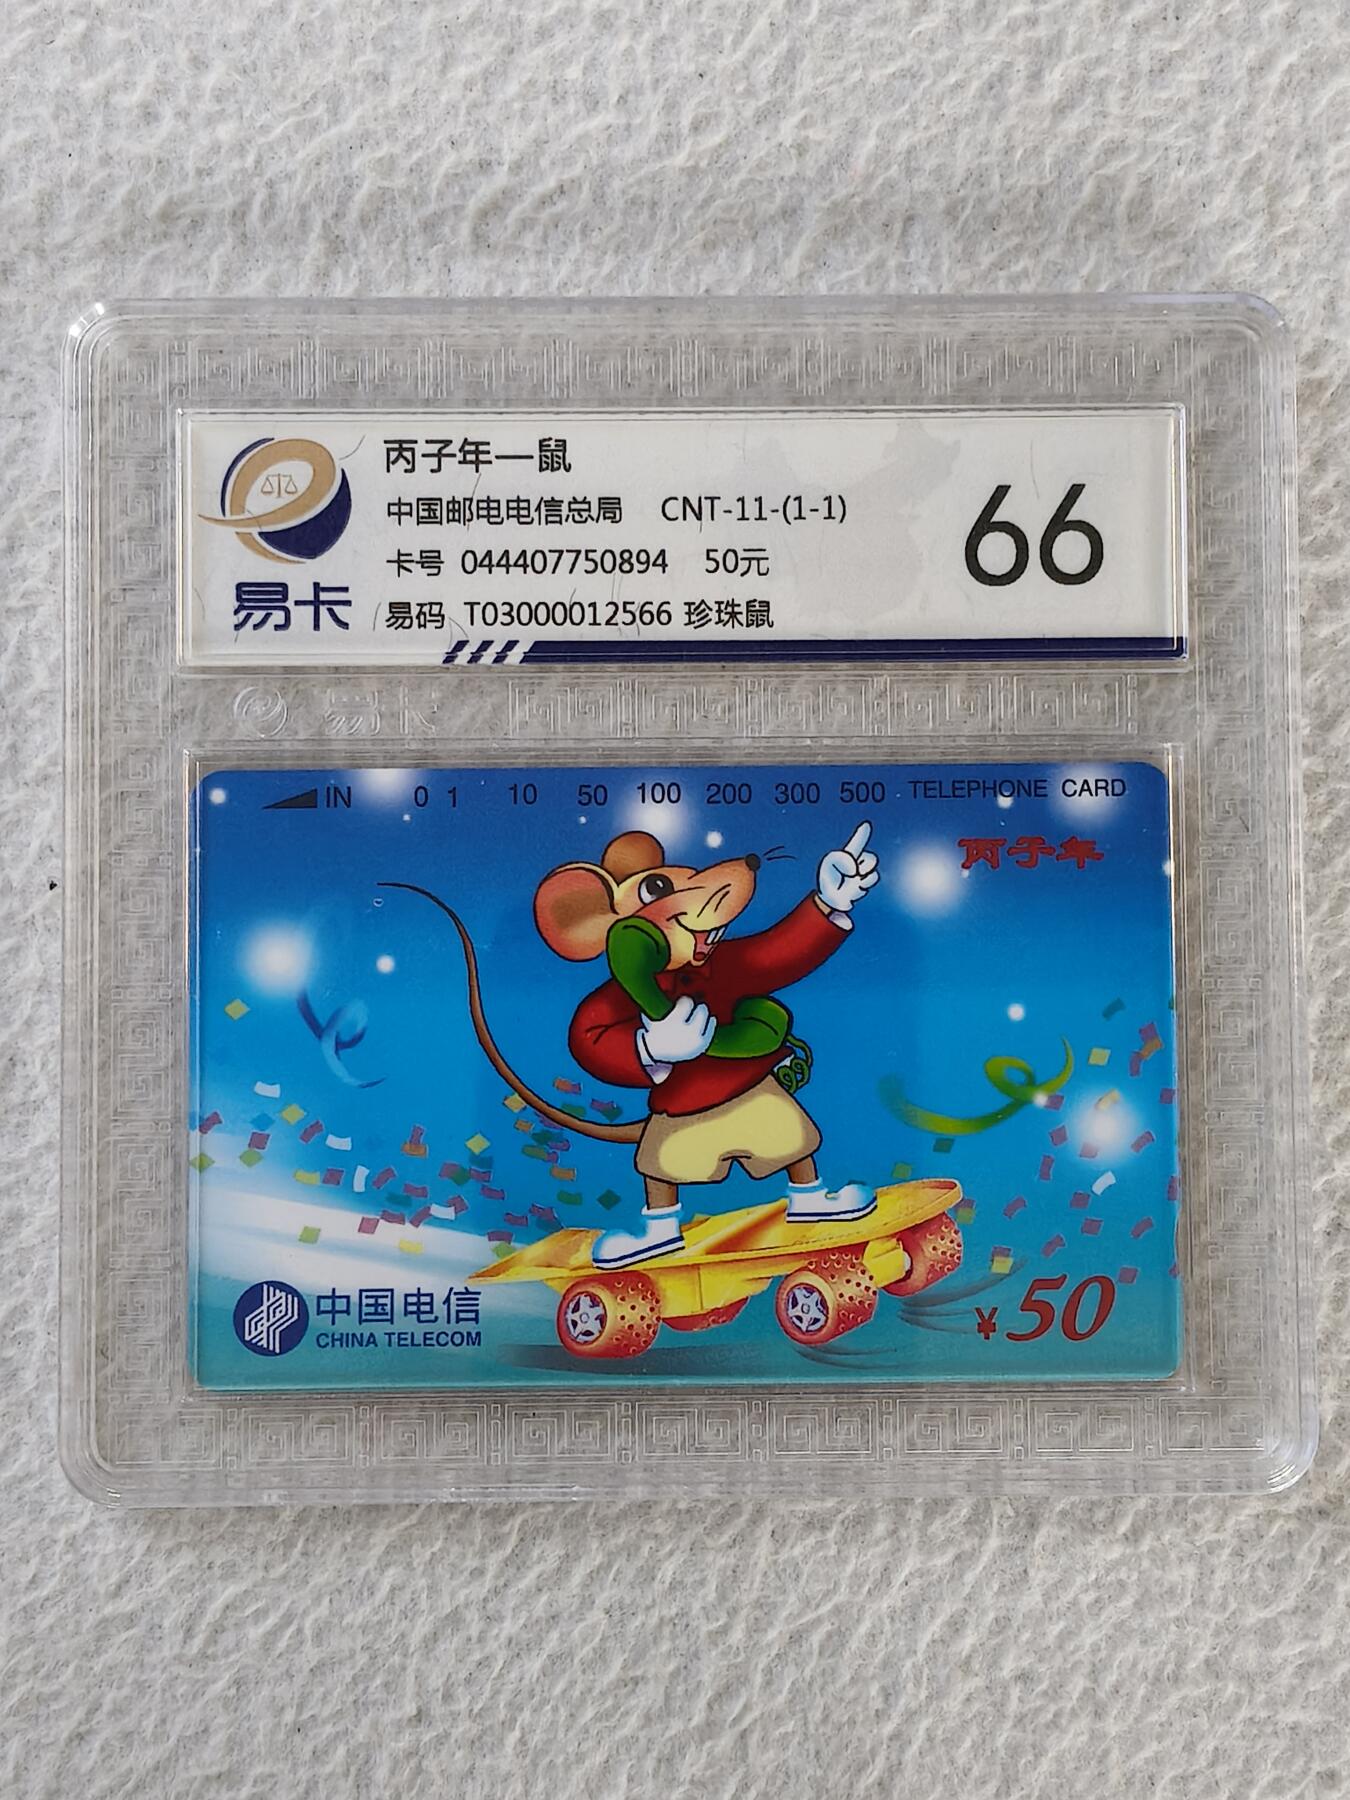 丙子年—鼠
中国邮电电信总局 CNT-11-(1-1)
卡号 044407750894 50元
易码 T03000012566 珍珠鼠
66
易卡
易卡
IN 0 1 10 50 100 200 300 500 TELEPHONE CARD
丙子年
中国电信
CHINA TELECOM
¥50